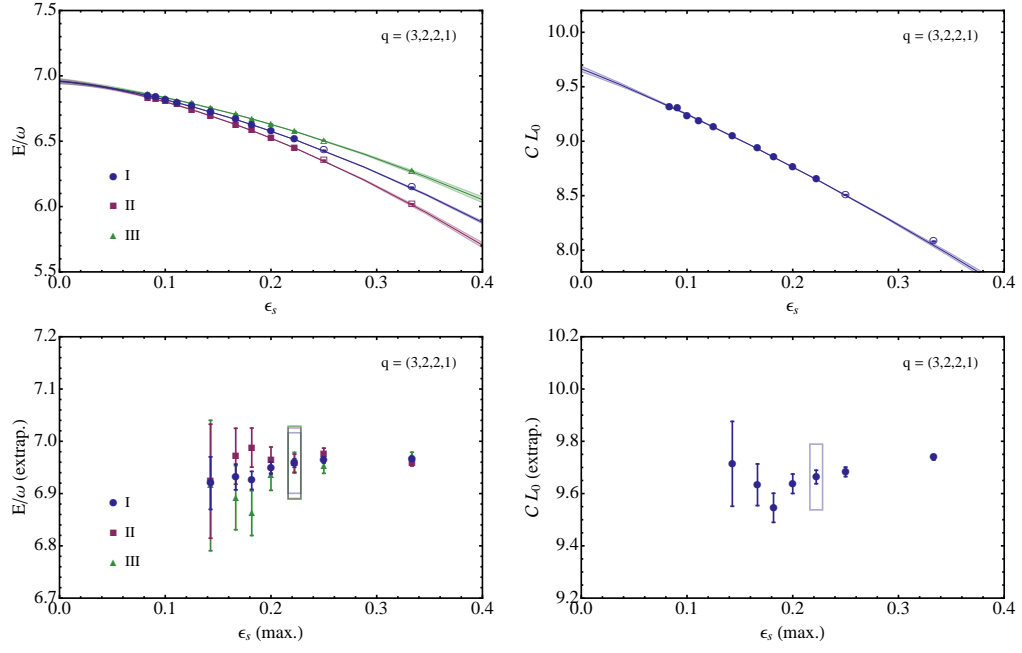 7.5
7.0
6.5
6.0
5.5
E/ω
q = (3,2,2,1)
I
II
III
0.0 0.1 0.2 0.3 0.4
ϵs
10.0
9.5
9.0
8.5
8.0
C L0
q = (3,2,2,1)
0.0 0.1 0.2 0.3 0.4
ϵs
7.2
7.1
7.0
6.9
6.8
6.7
E/ω (extrap.)
q = (3,2,2,1)
I
II
III
0.0 0.1 0.2 0.3 0.4
ϵs (max.)
10.2
10.0
9.8
9.6
9.4
9.2
C L0 (extrap.)
q = (3,2,2,1)
0.0 0.1 0.2 0.3 0.4
ϵs (max.)